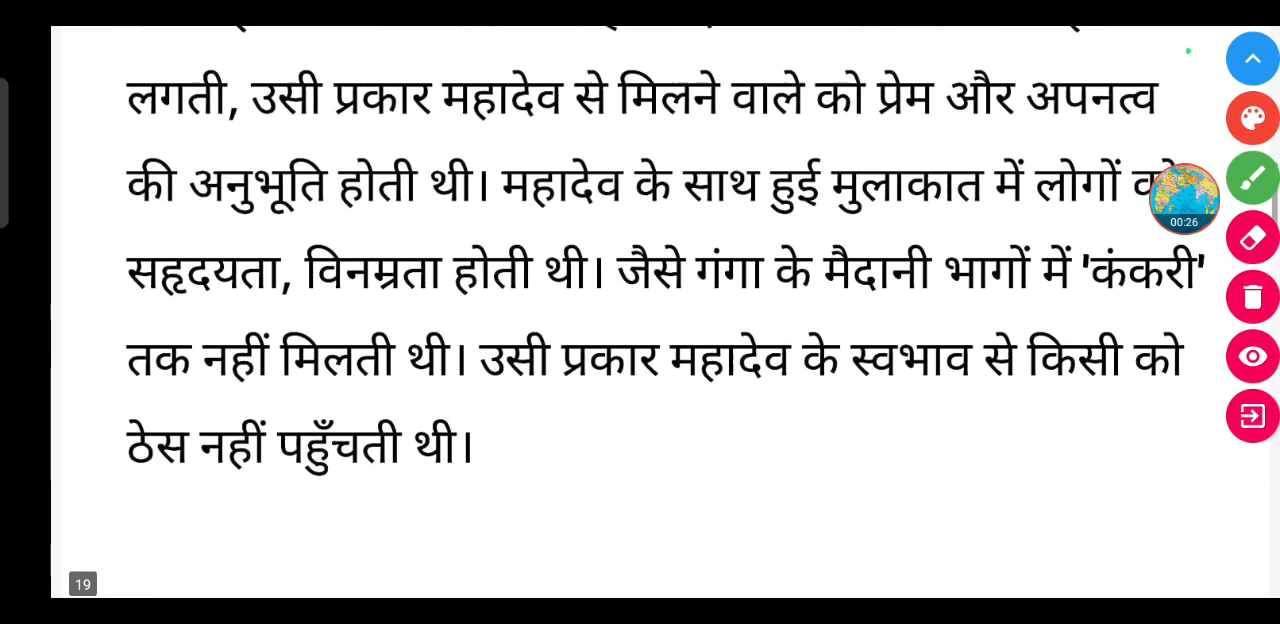 लगती, उसी प्रकार महादेव से मिलने वाले को प्रेम और अपनत्व
की अनुभूति होती थी। महादेव के साथ हुई मुलाकात में लोगों
00:26
सहृदयता, विनम्रता होती थी। जैसे गंगा के मैदानी भागों में 'कंकरी'
तक नहीं मिलती थी। उसी प्रकार महादेव के स्वभाव से किसी को
ठेस नहीं पहुँचती थी।
19